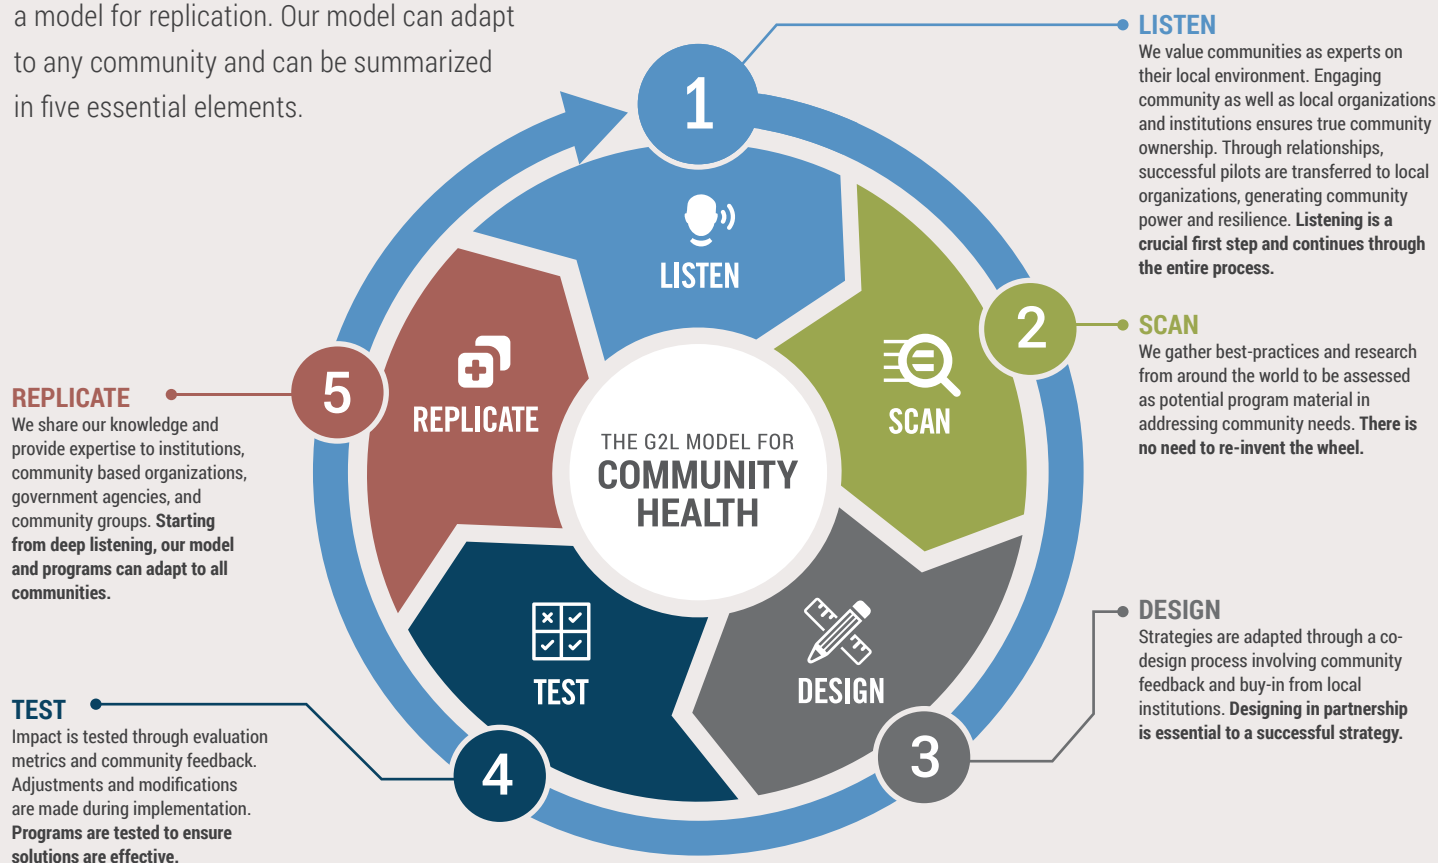 a model for replication. Our model can adapt
to any community and can be summarized
in five essential elements.
1
LISTEN
LISTEN
We value communities as experts on
their local environment. Engaging
community as well as local organizations
and institutions ensures true community
ownership. Through relationships,
successful pilots are transferred to local
organizations, generating community
power and resilience. Listening is a
crucial first step and continues through
the entire process.
2
SCAN
SCAN
We gather best-practices and research
from around the world to be assessed
as potential program material in
addressing community needs. There is
no need to re-invent the wheel.
THE G2L MODEL FOR
COMMUNITY
HEALTH
3
DESIGN
DESIGN
Strategies are adapted through a co-
design process involving community
feedback and buy-in from local
institutions. Designing in partnership
is essential to a successful strategy.
4
TEST
TEST
Impact is tested through evaluation
metrics and community feedback.
Adjustments and modifications
are made during implementation.
Programs are tested to ensure
solutions are effective.
5
REPLICATE
REPLICATE
We share our knowledge and
provide expertise to institutions,
community based organizations,
government agencies, and
community groups. Starting
from deep listening, our model
and programs can adapt to all
communities.